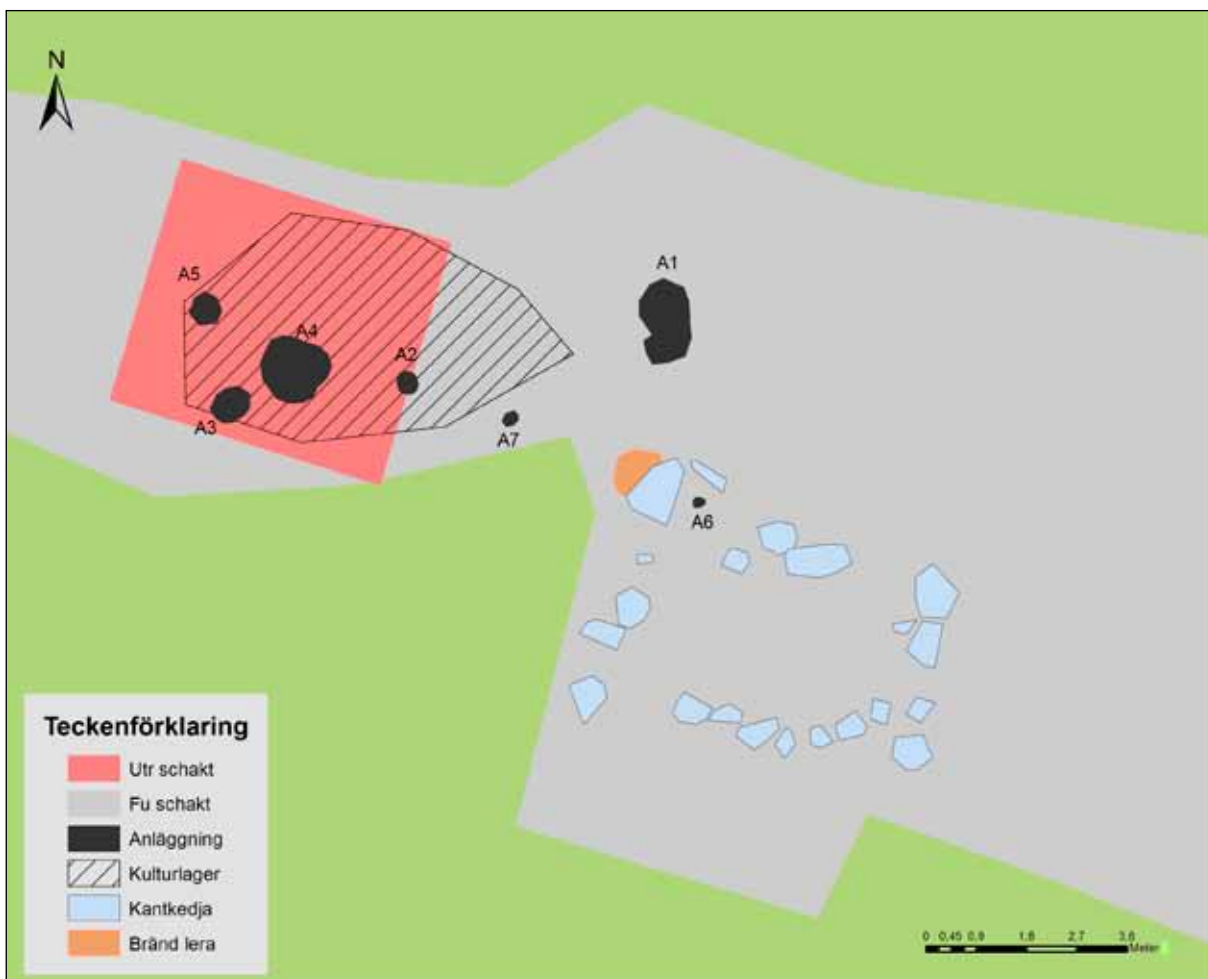 N
A1
A5
A4
A2
A3
A7
A6
Teckenförklaring
Utr schakt
Fu schakt
Anläggning
Kulturlager
Kantkedja
Bränd lera
0 0,45 0,9 1,8 2,7 3,6
Meter